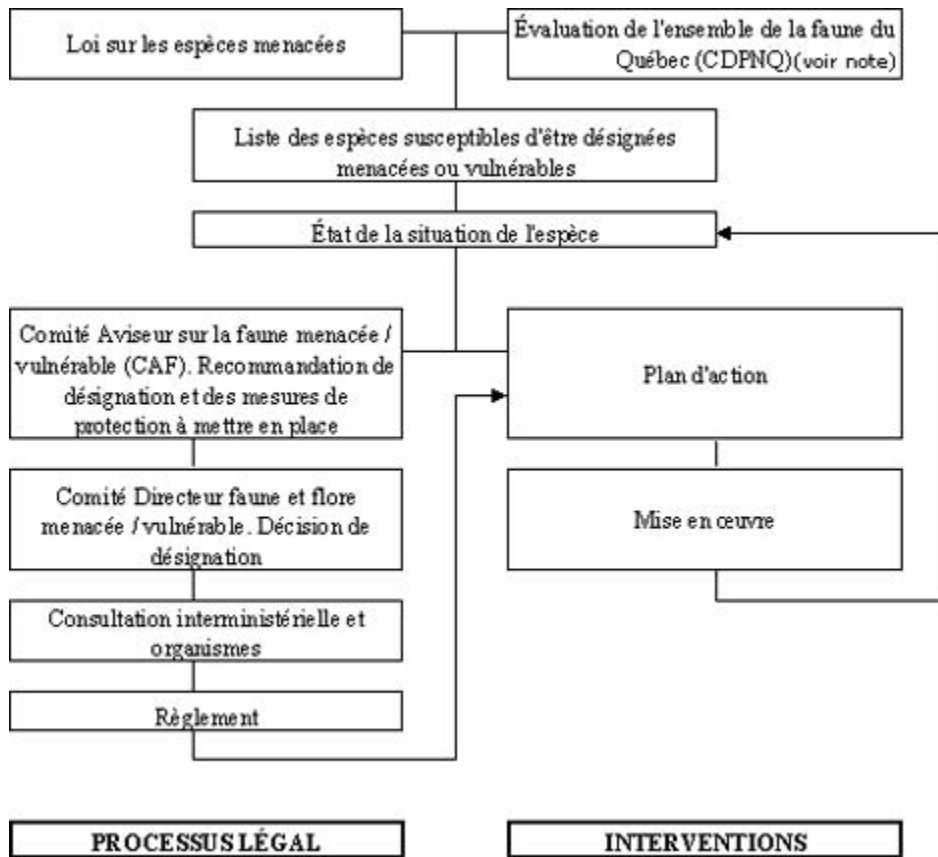 Loi sur les espèces menacées
Évaluation de l'ensemble de la faune du
Québec (CDPNQ)(voir note)
Liste des espèces susceptibles d'être désignées
menacées ou vulnérables
État de la situation de l'espèce
Comité Aviseur sur la faune menacée /
vulnérable (CAF). Recommandation de
désignation et des mesures de
protection à mettre en place
Plan d'action
Comité Directeur faune et flore
menacée / vulnérable. Décision de
désignation
Mise en œuvre
Consultation interministérielle et
organismes
Règlement
PROCESSUS LÉGAL
INTERVENTIONS